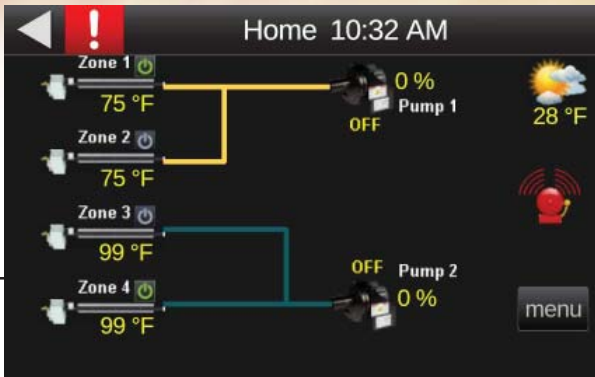 ! Home 10:32 AM
Zone 1
75 °F
0 %
Pump 1
OFF
28 °F
Zone 2
75 °F
Zone 3
99 °F
OFF Pump 2
0 %
Zone 4
99 °F
menu